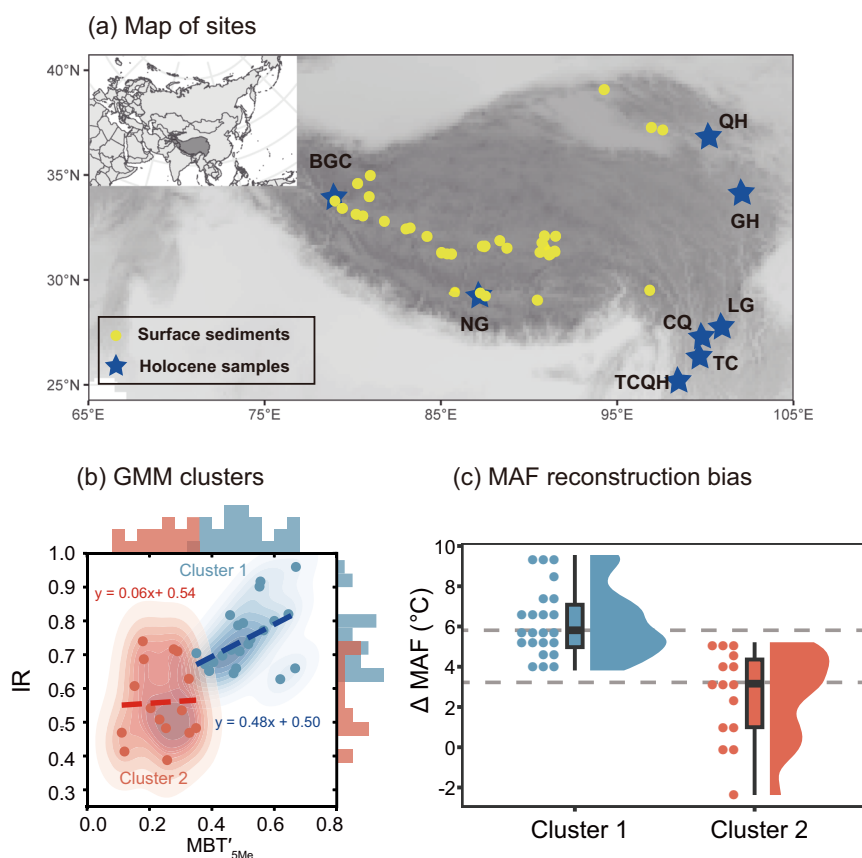 (a) Map of sites
40°N
35°N
30°N
25°N
65°E
75°E
85°E
95°E
105°E
BGC
QH
GH
NG
LG
CQ
TC
TCQH
Surface sediments
Holocene samples
(b) GMM clusters
1.0
0.9
0.8
0.7
0.6
0.5
0.4
0.3
IR
Cluster 1
y = 0.06x+ 0.54
y = 0.48x + 0.50
Cluster 2
0.0
0.2
0.4
0.6
0.8
MBT′5Me
(c) MAF reconstruction bias
10
8
6
4
2
0
-2
Δ MAF (°C)
Cluster 1
Cluster 2